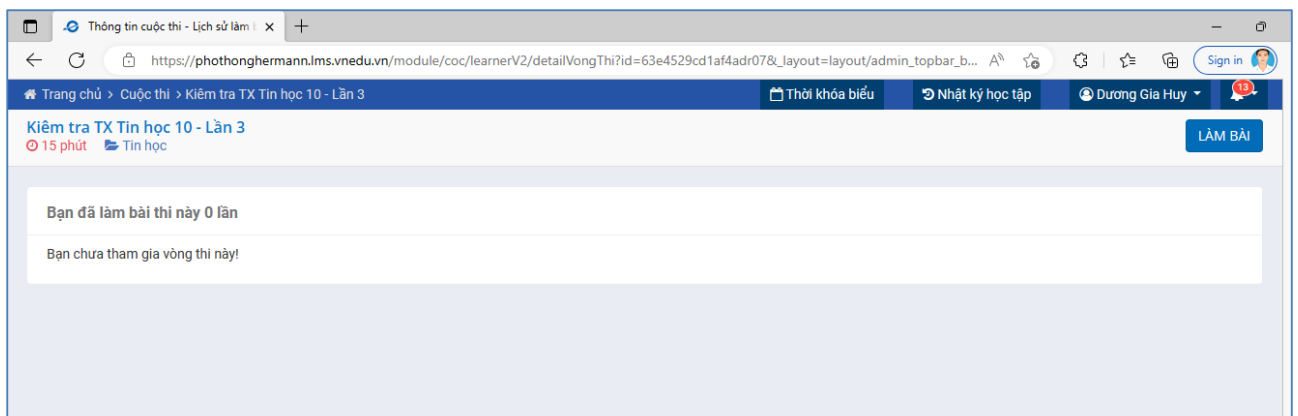 Thông tin cuộc thi - Lịch sử làm
https://phothonghermann.lms.vnedu.vn/module/coc/learnerV2/detailVongThi?id=63e4529cd1af4adr07&_layout=layout/admin_topbar_b... A Sign in
Trang chủ > Cuộc thi > Kiêm tra TX Tin học 10 - Lần 3 Thời khóa biểu Nhật ký học tập Dương Gia Huy 13
Kiêm tra TX Tin học 10 - Lần 3
15 phút Tin học LÀM BÀI
Bạn đã làm bài thi này 0 lần
Bạn chưa tham gia vòng thi này!